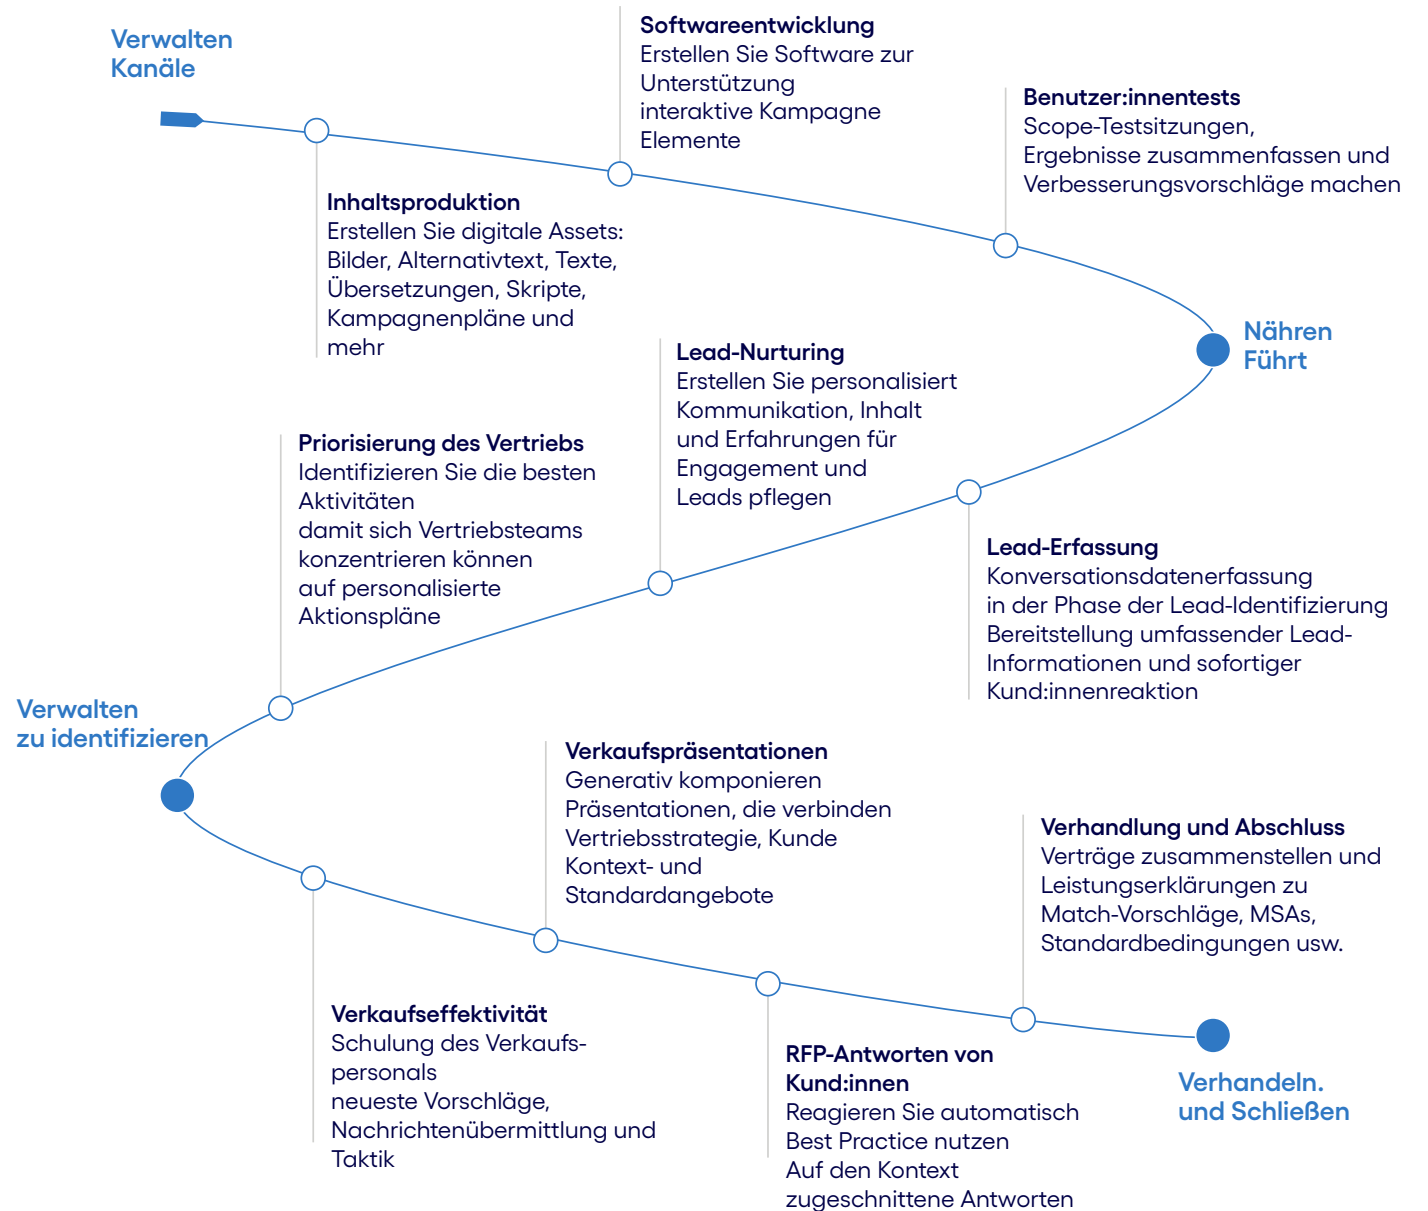 Verwalten
Kanäle
Softwareentwicklung
Erstellen Sie Software zur
Unterstützung
interaktive Kampagne
Elemente
Benutzer:innentests
Scope-Testsitzungen,
Ergebnisse zusammenfassen und
Verbesserungsvorschläge machen
Inhaltsproduktion
Erstellen Sie digitale Assets:
Bilder, Alternativtext, Texte,
Übersetzungen, Skripte,
Kampagnenpläne und
mehr
Nähren
Führt
Lead-Nurturing
Erstellen Sie personalisiert
Kommunikation, Inhalt
und Erfahrungen für
Engagement und
Leads pflegen
Priorisierung des Vertriebs
Identifizieren Sie die besten
Aktivitäten
damit sich Vertriebsteams
konzentrieren können
auf personalisierte
Aktionspläne
Lead-Erfassung
Konversationsdatenerfassung
in der Phase der Lead-Identifizierung
Bereitstellung umfassender Lead-
Informationen und sofortiger
Kund:innenreaktion
Verwalten
zu identifizieren
Verkaufspräsentationen
Generativ komponieren
Präsentationen, die verbinden
Vertriebsstrategie, Kunde
Kontext- und
Standardangebote
Verhandlung und Abschluss
Verträge zusammenstellen und
Leistungserklärungen zu
Match-Vorschläge, MSAs,
Standardbedingungen usw.
Verkaufseffektivität
Schulung des Verkaufs-
personals
neueste Vorschläge,
Nachrichtenübermittlung und
Taktik
RFP-Antworten von
Kund:innen
Reagieren Sie automatisch
Best Practice nutzen
Auf den Kontext
zugeschnittene Antworten
Verhandeln.
und Schließen